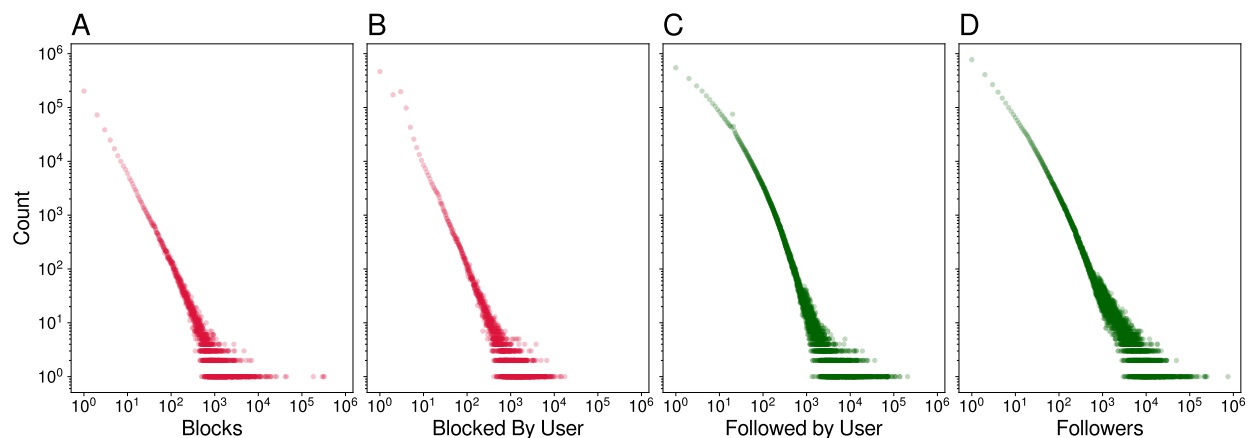 A B C D
10⁶
10⁵
10⁴
10³
10²
10¹
10⁰
Count
10⁰ 10¹ 10² 10³ 10⁴ 10⁵ 10⁶ 10⁰ 10¹ 10² 10³ 10⁴ 10⁵ 10⁶ 10⁰ 10¹ 10² 10³ 10⁴ 10⁵ 10⁶ 10⁰ 10¹ 10² 10³ 10⁴ 10⁵ 10⁶
Blocks Blocked By User Followed by User Followers